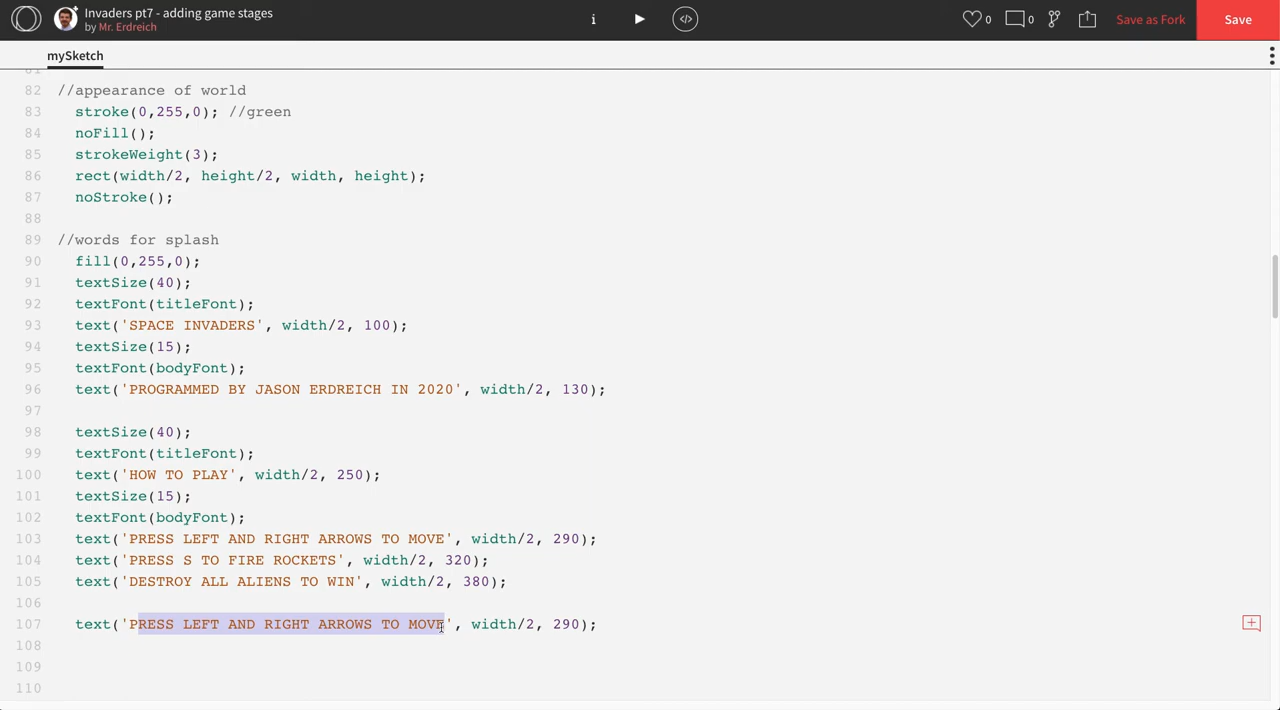 Invaders pt7 - adding game stages
by Mr. Erdreich
i
</>
0
0
Save as Fork
Save
mySketch
81
82 //appearance of world
83 stroke(0,255,0); //green
84 noFill();
85 strokeWeight(3);
86 rect(width/2, height/2, width, height);
87 noStroke();
88
89 //words for splash
90 fill(0,255,0);
91 textSize(40);
92 textFont(titleFont);
93 text('SPACE INVADERS', width/2, 100);
94 textSize(15);
95 textFont(bodyFont);
96 text('PROGRAMMED BY JASON ERDREICH IN 2020', width/2, 130);
97
98 textSize(40);
99 textFont(titleFont);
100 text('HOW TO PLAY', width/2, 250);
101 textSize(15);
102 textFont(bodyFont);
103 text('PRESS LEFT AND RIGHT ARROWS TO MOVE', width/2, 290);
104 text('PRESS S TO FIRE ROCKETS', width/2, 320);
105 text('DESTROY ALL ALIENS TO WIN', width/2, 380);
106
107 text('PRESS LEFT AND RIGHT ARROWS TO MOVE', width/2, 290);
108
109
110